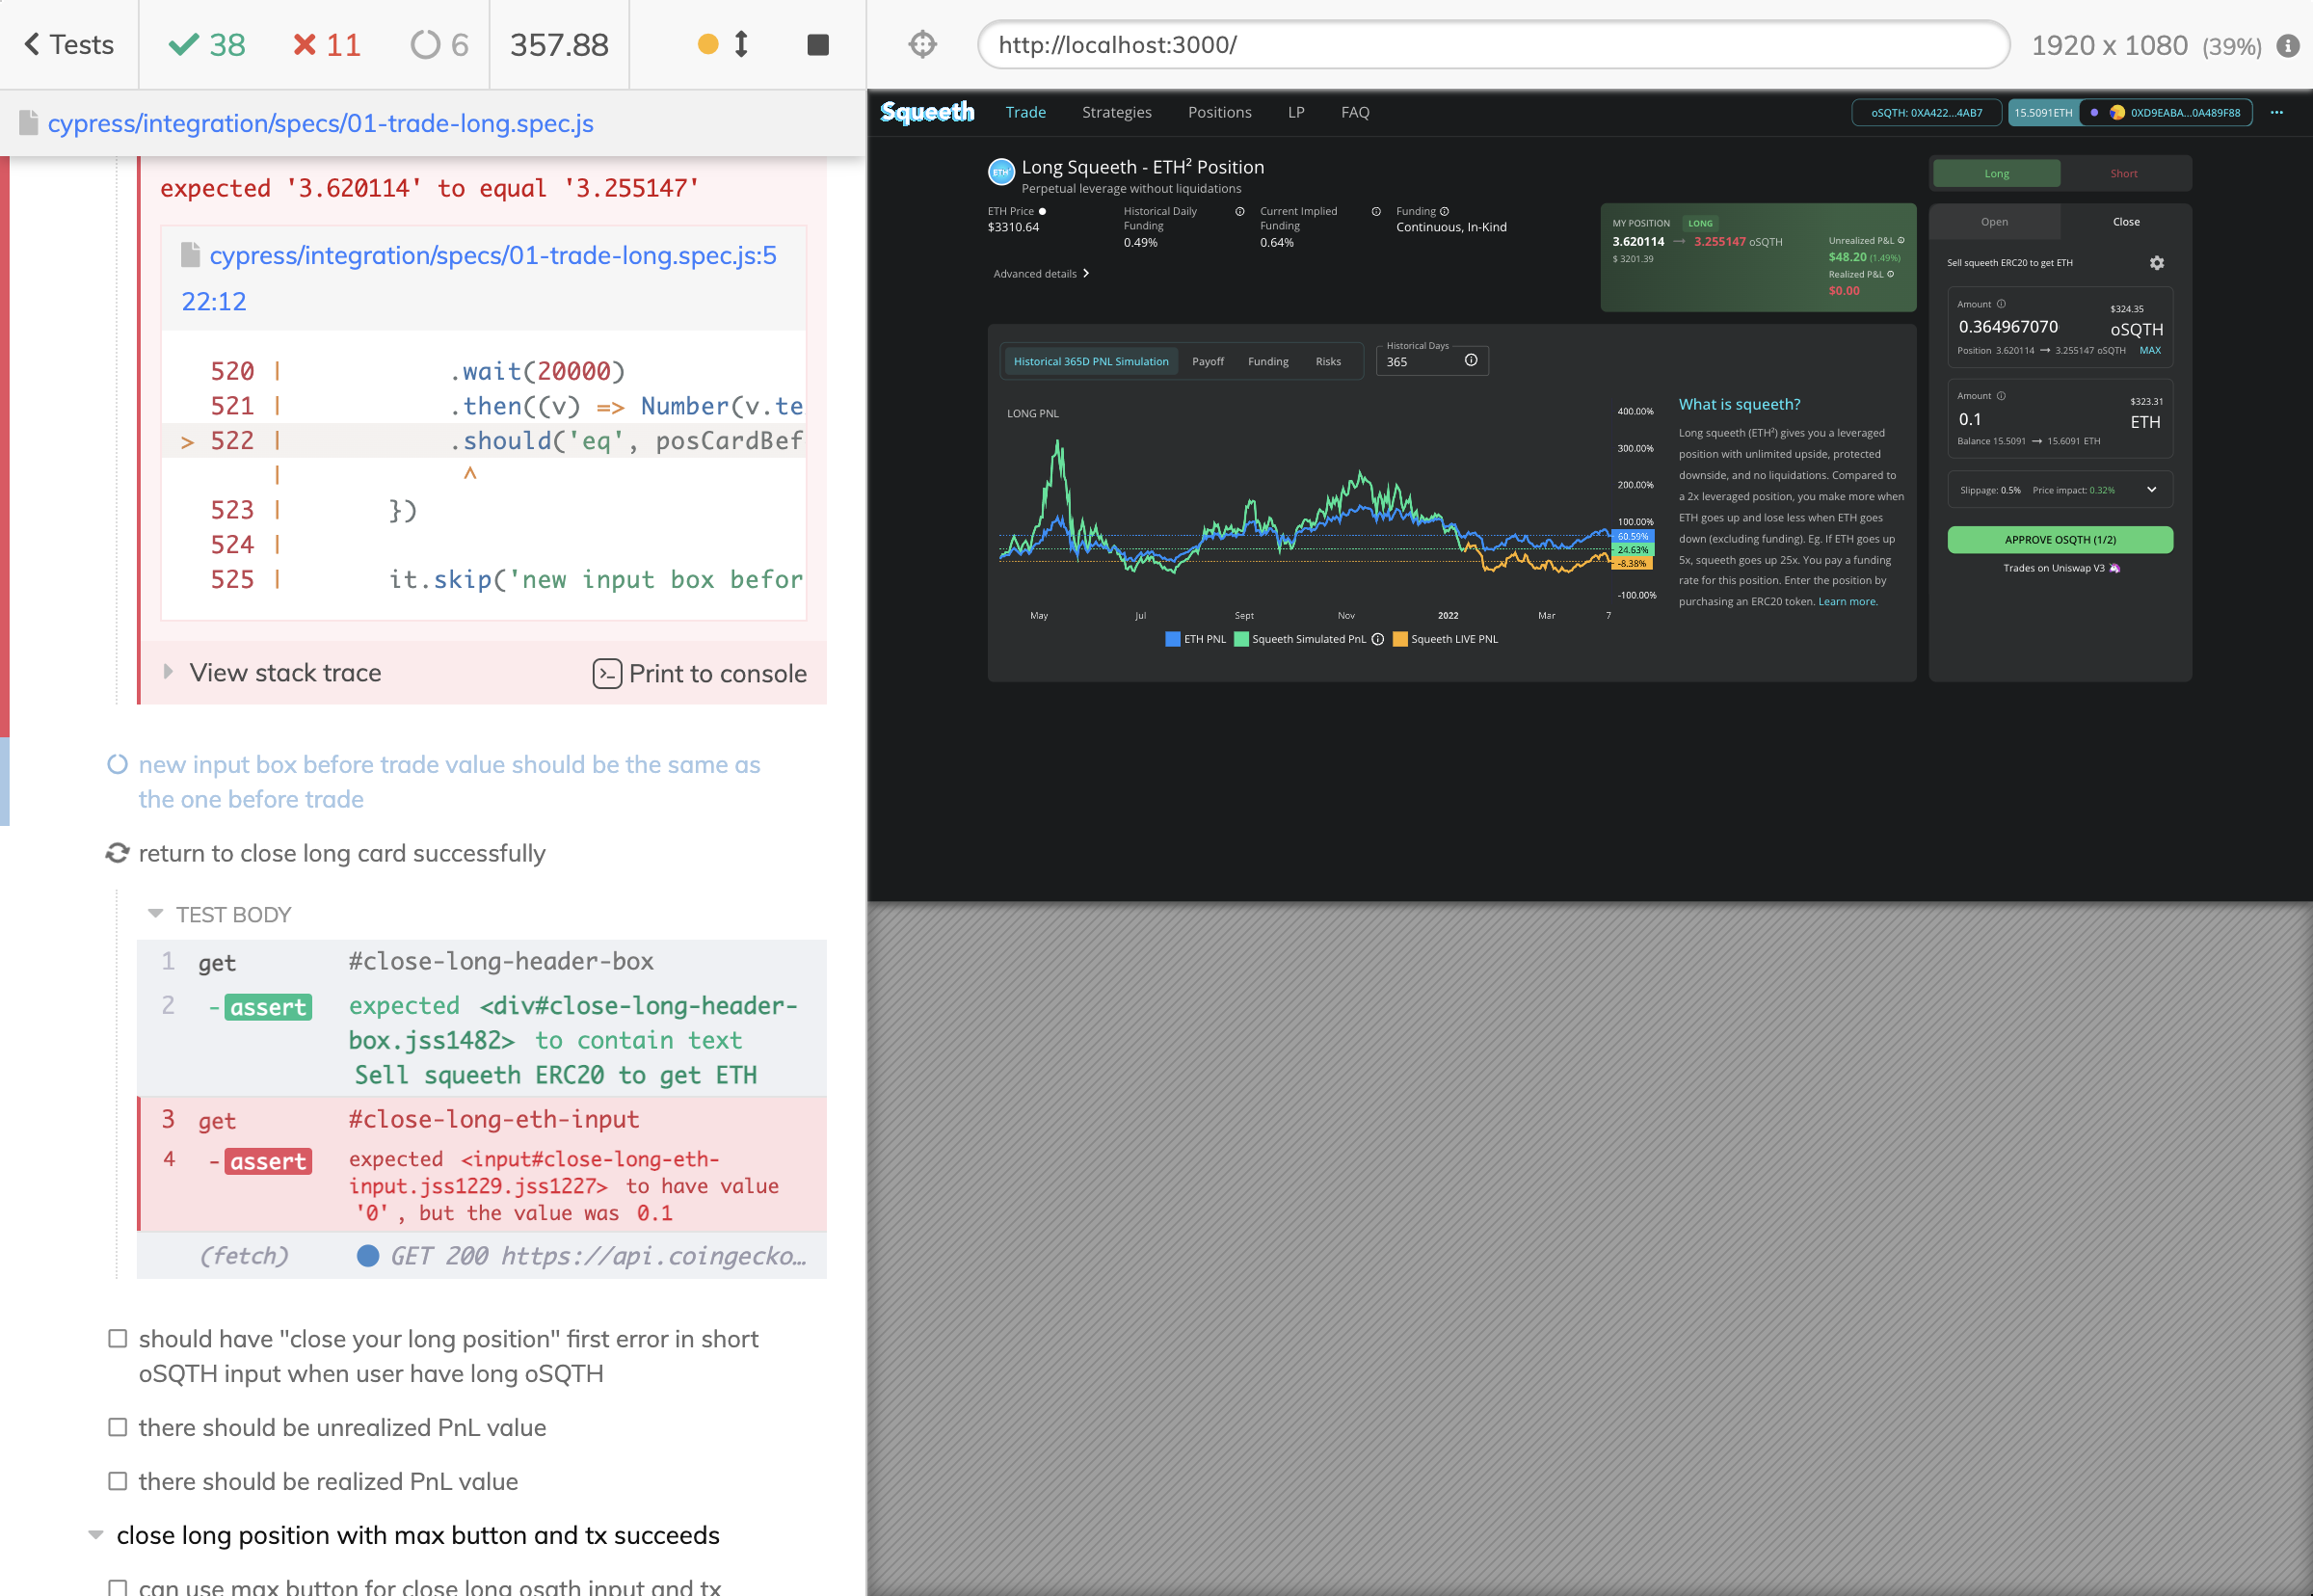 Tests
38
11
6
357.88
http://localhost:3000/
1920 x 1080 (39%)
cypress/integration/specs/01-trade-long.spec.js
expected '3.620114' to equal '3.255147'
cypress/integration/specs/01-trade-long.spec.js:5
22:12
520 | .wait(20000)
521 | .then((v) => Number(v.te
> 522 | .should('eq', posCardBef
| ^
523 | })
524 |
525 | it.skip('new input box befor
View stack trace
Print to console
new input box before trade value should be the same as
the one before trade
return to close long card successfully
TEST BODY
1 get #close-long-header-box
2 -assert expected <div#close-long-header-
box.jss1482> to contain text
Sell squeeth ERC20 to get ETH
3 get #close-long-eth-input
4 -assert expected <input#close-long-eth-
input.jss1229.jss1227> to have value
'0', but the value was 0.1
(fetch) GET 200 https://api.coingecko…
should have "close your long position" first error in short
oSQTH input when user have long oSQTH
there should be unrealized PnL value
there should be realized PnL value
close long position with max button and tx succeeds
can use max button for close long osqth input and tx
Squeeth
Trade
Strategies
Positions
LP
FAQ
oSQTH: 0XA422...4AB7
15.5091ETH
0XD9EABA...0A489F88
Long Squeeth - ETH² Position
Perpetual leverage without liquidations
ETH²
ETH Price
$3310.64
Historical Daily
Funding
0.49%
Current Implied
Funding
0.64%
Funding
Continuous, In-Kind
Advanced details
MY POSITION LONG
3.620114 → 3.255147 oSQTH
$ 3201.39
Unrealized P&L
$48.20 (1.49%)
Realized P&L
$0.00
Historical 365D PNL Simulation
Payoff
Funding
Risks
Historical Days
365
LONG PNL
400.00%
300.00%
200.00%
100.00%
60.59%
24.63%
-8.38%
-100.00%
May
Jul
Sept
Nov
2022
Mar
7
ETH PNL
Squeeth Simulated PnL
Squeeth LIVE PNL
What is squeeth?
Long squeeth (ETH²) gives you a leveraged
position with unlimited upside, protected
downside, and no liquidations. Compared to
a 2x leveraged position, you make more when
ETH goes up and lose less when ETH goes
down (excluding funding). Eg. If ETH goes up
5x, squeeth goes up 25x. You pay a funding
rate for this position. Enter the position by
purchasing an ERC20 token. Learn more.
Long
Short
Open
Close
Sell squeeth ERC20 to get ETH
Amount
$324.35
0.364967070
oSQTH
Position 3.620114 → 3.255147 oSQTH MAX
Amount
$323.31
0.1
ETH
Balance 15.5091 → 15.6091 ETH
Slippage: 0.5% Price impact: 0.32%
APPROVE OSQTH (1/2)
Trades on Uniswap V3 🦄